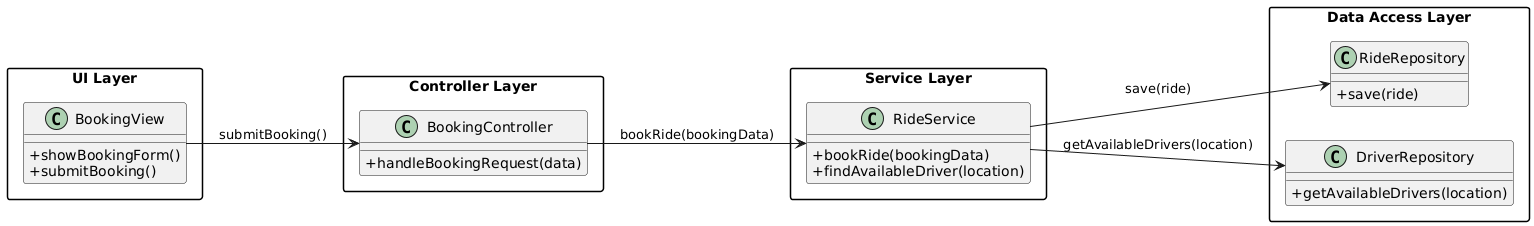 UI Layer
C BookingView
+showBookingForm()
+submitBooking()
submitBooking()
Controller Layer
C BookingController
+handleBookingRequest(data)
bookRide(bookingData)
Service Layer
C RideService
+bookRide(bookingData)
+findAvailableDriver(location)
save(ride)
getAvailableDrivers(location)
Data Access Layer
C RideRepository
+save(ride)
C DriverRepository
+getAvailableDrivers(location)